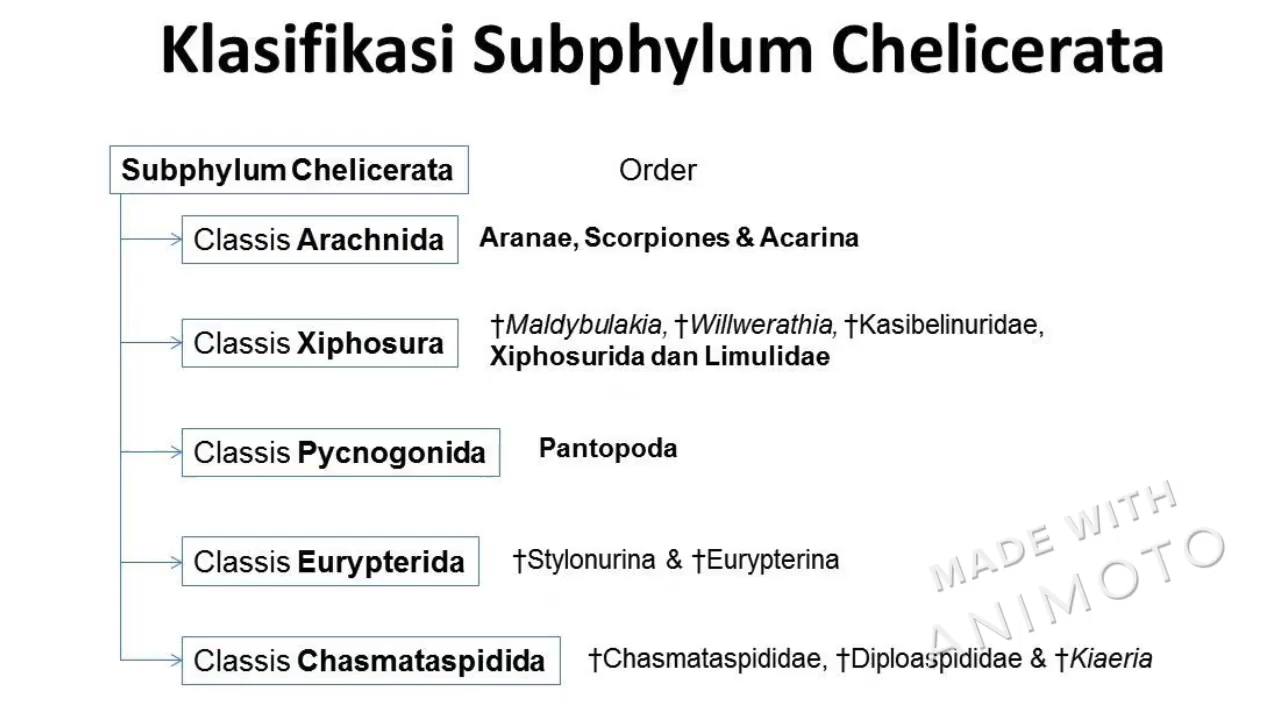 Klasifikasi Subphylum Chelicerata
Subphylum Chelicerata
Order
Classis Arachnida
Aranae, Scorpiones & Acarina
Classis Xiphosura
†Maldybulakia, †Willwerathia, †Kasibelinuridae,
Xiphosurida dan Limulidae
Classis Pycnogonida
Pantopoda
Classis Eurypterida
†Stylonurina & †Eurypterina
Classis Chasmataspidida
†Chasmataspididae, †Diploaspididae & †Kiaeria
MADE WITH
ANIMOTO